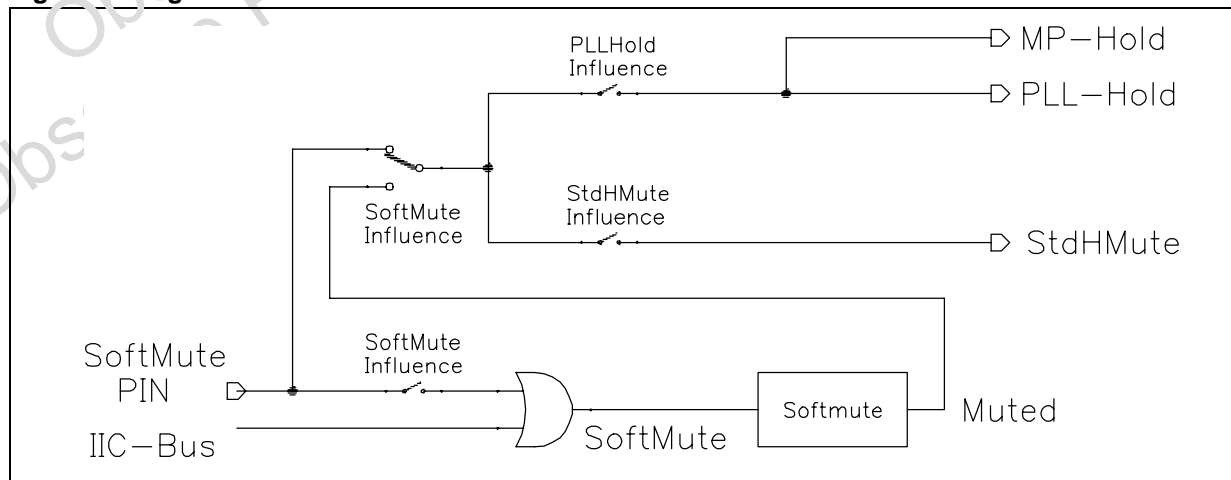 MP-Hold
PLLHold
Influence
PLL-Hold
SoftMute
Influence
StdHMute
Influence
StdHMute
SoftMute
PIN
SoftMute
Influence
IIC-Bus
SoftMute
Softmute
Muted